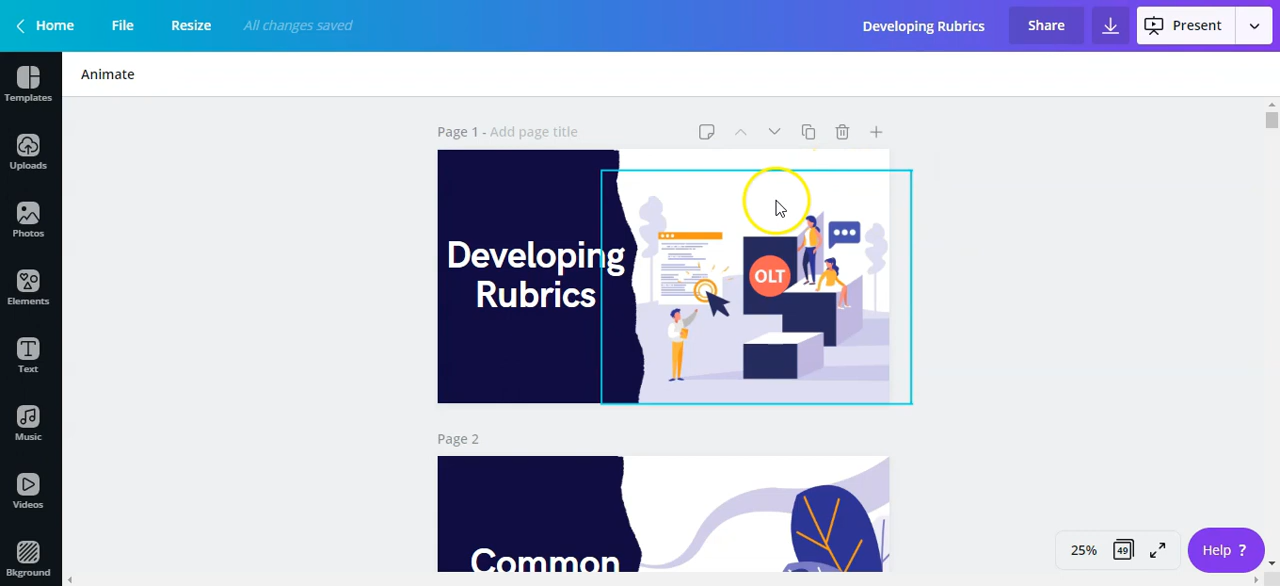 Home File Resize All changes saved Developing Rubrics Share Present
Templates
Animate
Uploads
Photos
Elements
Text
Music
Videos
Bkground
Page 1 - Add page title
Developing
Rubrics
OLT
Page 2
Common
25% 49 Help ?